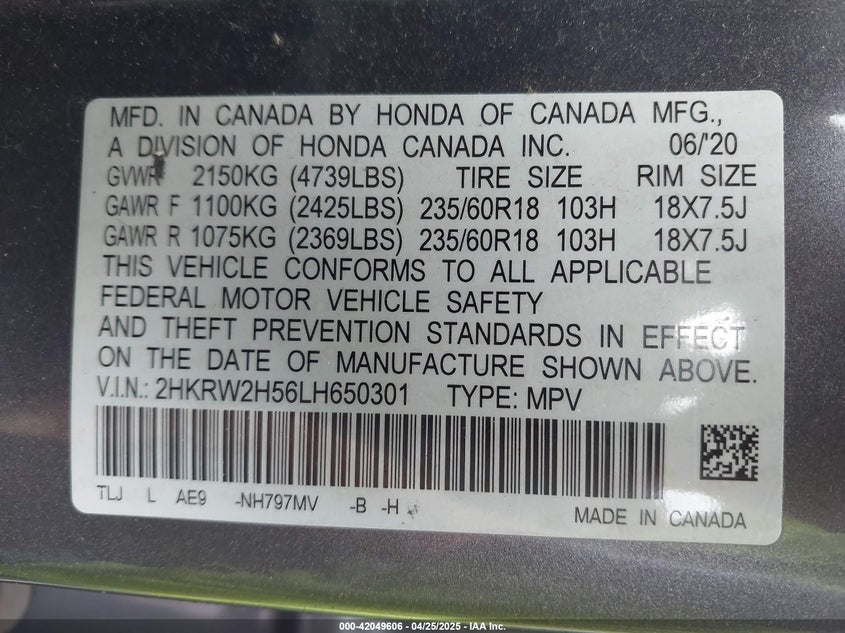 MFD. IN CANADA BY HONDA OF CANADA MFG.,
A DIVISION OF HONDA CANADA INC. 06/'20
GVWR 2150KG (4739LBS) TIRE SIZE RIM SIZE
GAWR F 1100KG (2425LBS) 235/60R18 103H 18X7.5J
GAWR R 1075KG (2369LBS) 235/60R18 103H 18X7.5J
THIS VEHICLE CONFORMS TO ALL APPLICABLE
FEDERAL MOTOR VEHICLE SAFETY
AND THEFT PREVENTION STANDARDS IN EFFECT
ON THE DATE OF MANUFACTURE SHOWN ABOVE.
V.I.N.: 2HKRW2H56LH650301 TYPE: MPV
TLJ L AE9 -NH797MV -B -H
MADE IN CANADA
000-42049606 - 04/25/2025 - IAA Inc.